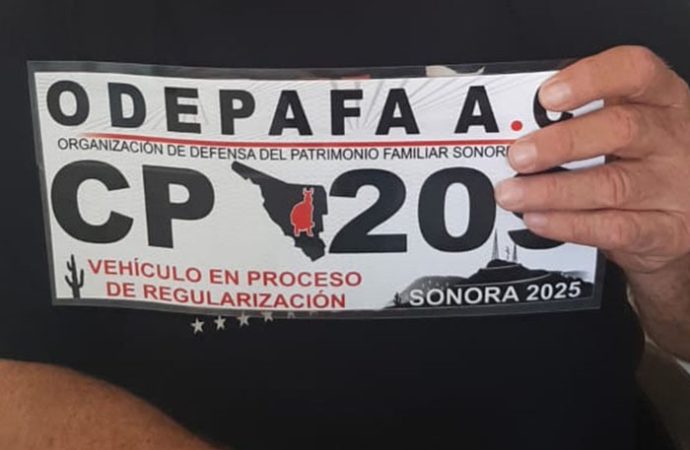 ODEPAFA A.
ORGANIZACIÓN DE DEFENSA DEL PATRIMONIO FAMILIAR
CP 20
VEHÍCULO EN PROCESO
DE REGULARIZACIÓN
SONORA 2025